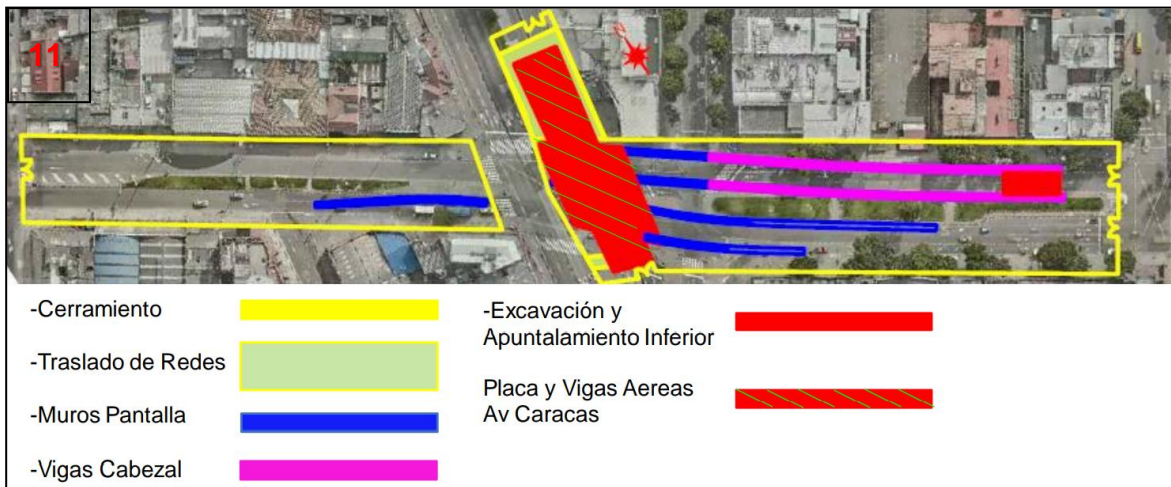 11
N
-Cerramiento
-Traslado de Redes
-Muros Pantalla
-Vigas Cabezal
-Excavación y
Apuntalamiento Inferior
Placa y Vigas Aereas
Av Caracas